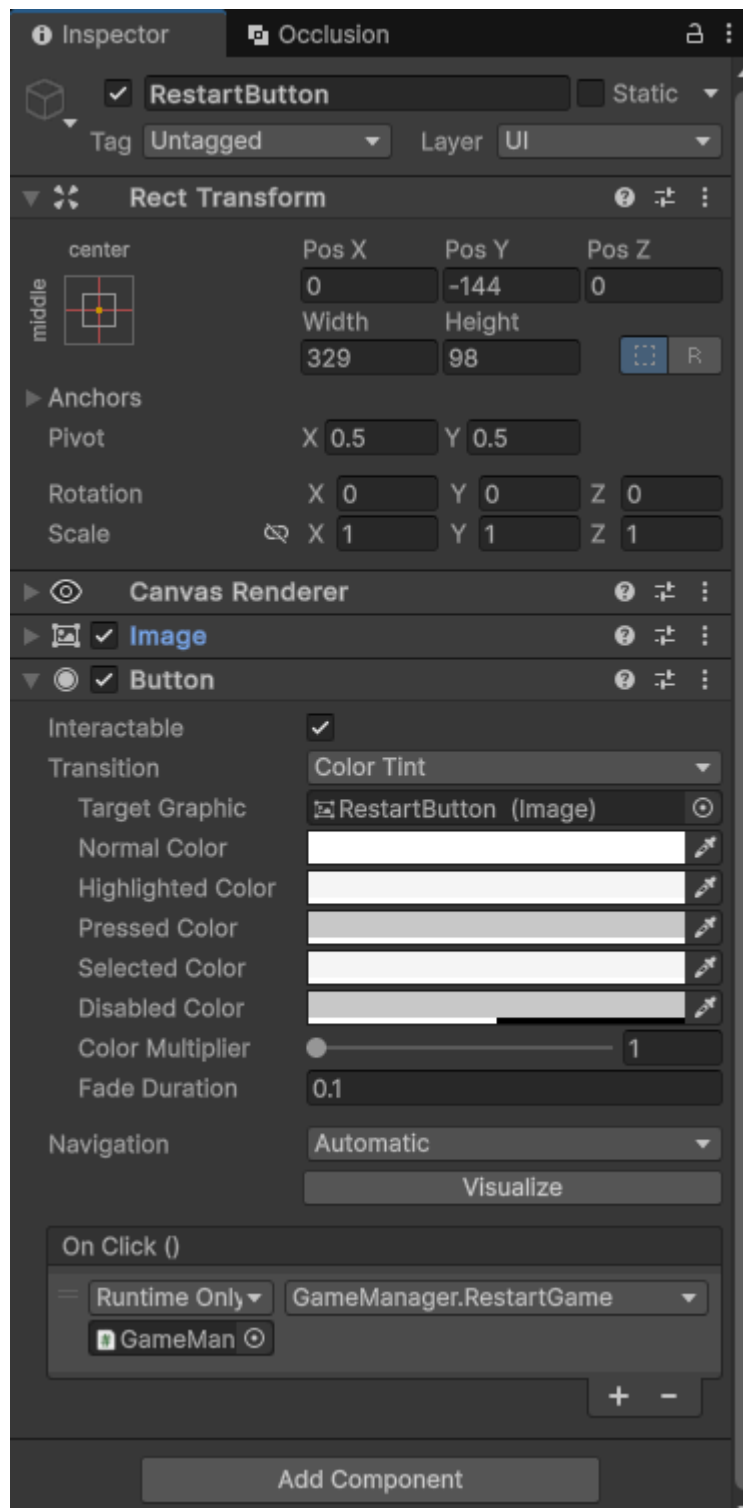 Inspector Occlusion
RestartButton Static
Tag Untagged Layer UI
Rect Transform
center Pos X Pos Y Pos Z
middle 0 -144 0
Width Height
329 98 R
Anchors
Pivot X 0.5 Y 0.5
Rotation X 0 Y 0 Z 0
Scale X 1 Y 1 Z 1
Canvas Renderer
Image
Button
Interactable
Transition Color Tint
Target Graphic RestartButton (Image)
Normal Color
Highlighted Color
Pressed Color
Selected Color
Disabled Color
Color Multiplier 1
Fade Duration 0.1
Navigation Automatic
Visualize
On Click ()
Runtime Only GameManager.RestartGame
GameMan
+ -
Add Component